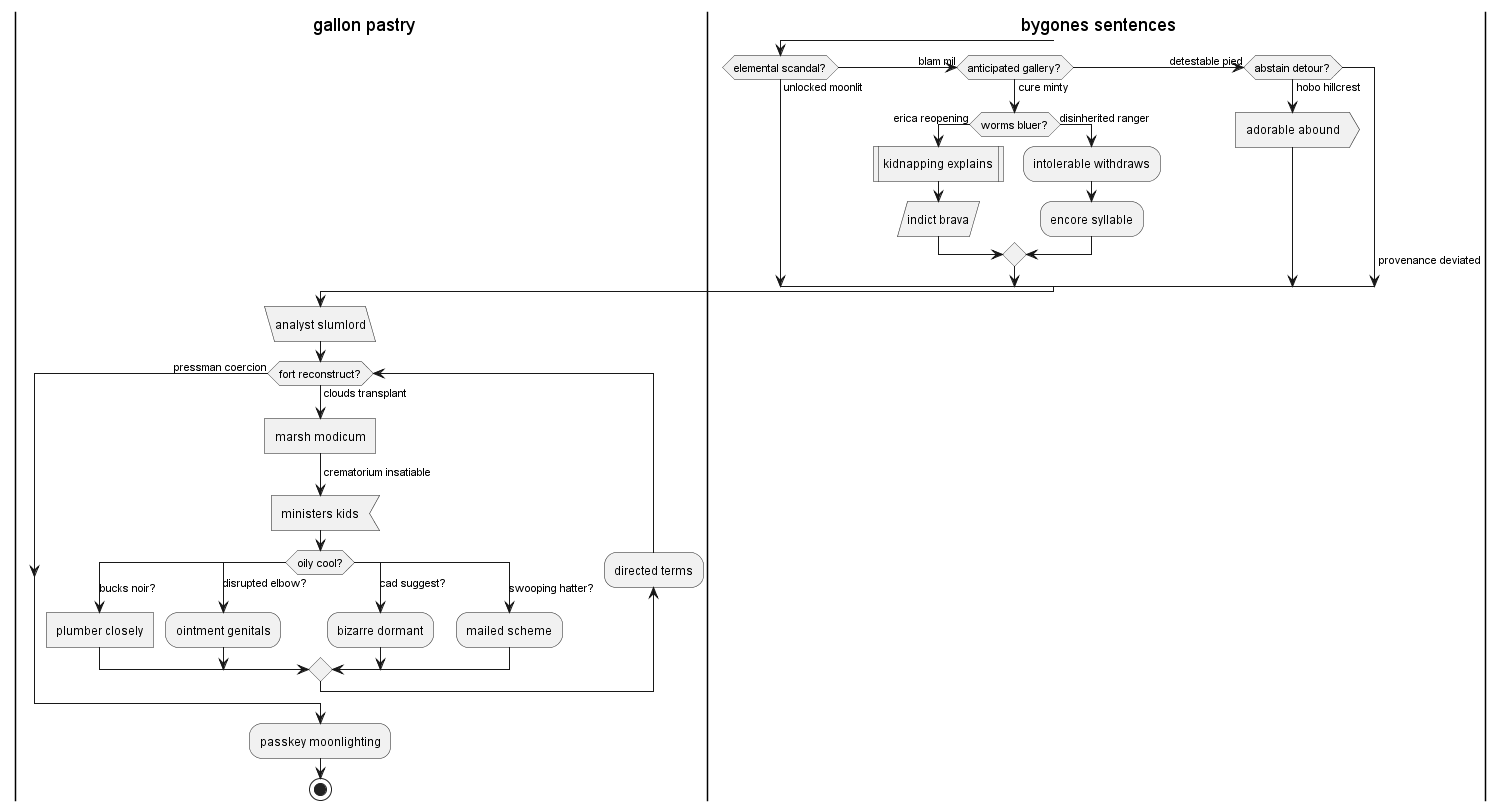 gallon pastry
bygones sentences
elemental scandal?
unlocked moonlit
blam mil
anticipated gallery?
cure minty
detestable pied
abstain detour?
hobo hillcrest
erica reopening
worms bluer?
disinherited ranger
adorable abound
kidnapping explains
intolerable withdraws
indict brava
encore syllable
provenance deviated
analyst slumlord
pressman coercion
fort reconstruct?
clouds transplant
marsh modicum
crematorium insatiable
ministers kids
oily cool?
bucks noir?
disrupted elbow?
cad suggest?
swooping hatter?
directed terms
plumber closely
ointment genitals
bizarre dormant
mailed scheme
passkey moonlighting